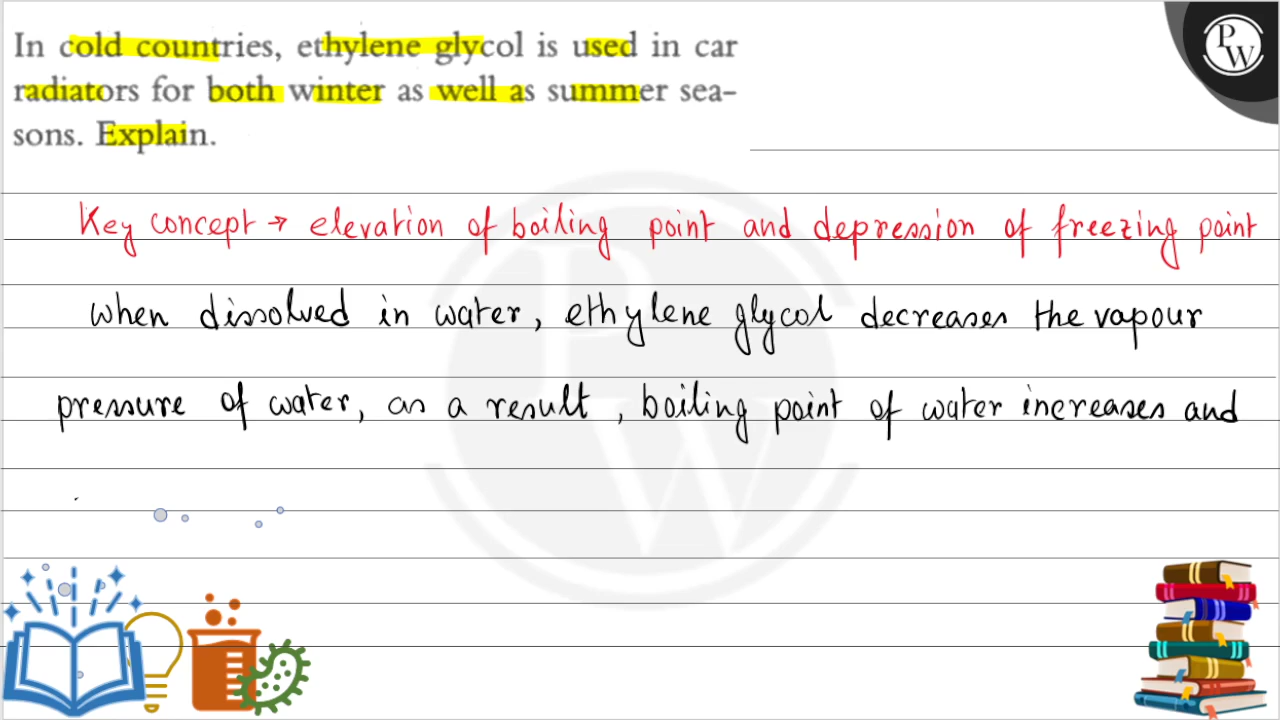 In cold countries, ethylene glycol is used in car
radiators for both winter as well as summer sea-
sons. Explain.
PW
Key concept → elevation of boiling point and depression of freezing point
when dissolved in water, ethylene glycol decreases the vapour
pressure of water, as a result, boiling point of water increases and